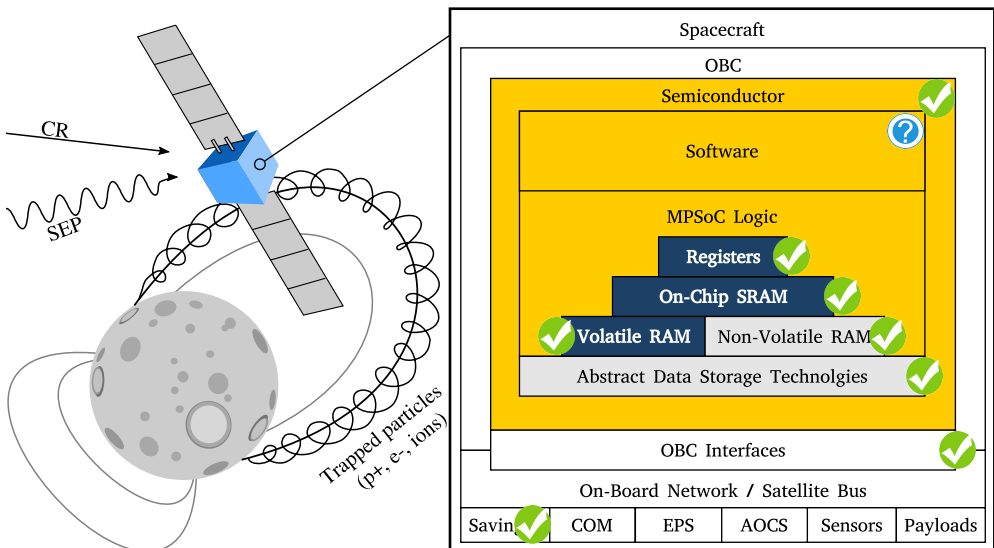 CR
SEP
Trapped particles
(p+, e-, ions)
Spacecraft
OBC
Semiconductor
?
Software
MPSoC Logic
Registers
On-Chip SRAM
Volatile RAM
Non-Volatile RAM
Abstract Data Storage Technolgies
OBC Interfaces
On-Board Network / Satellite Bus
COM
EPS
AOCS
Sensors
Payloads